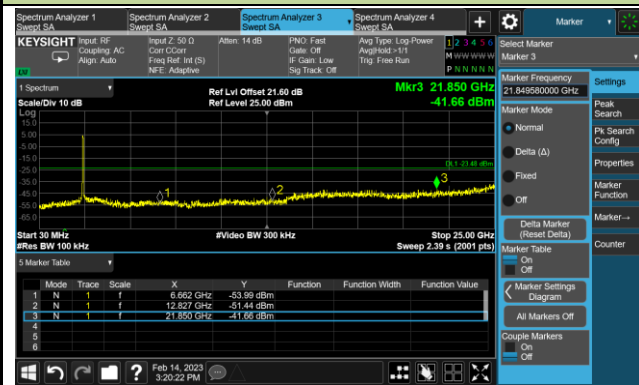 Spectrum Analyzer 1
Swept SA
Spectrum Analyzer 2
Swept SA
Spectrum Analyzer 3
Swept SA
Spectrum Analyzer 4
Swept SA
+
Marker
KEYSIGHT
Input: RF
Coupling: AC
Align: Auto
Input Z: 50 Ω
Corr CCorr
Freq Ref: Int (S)
NFE: Adaptive
Atten: 14 dB
PNO: Fast
Gate: Off
IF Gain: Low
Sig Track: Off
Avg Type: Log-Power
Avg|Hold:>1/1
Trig: Free Run
1 2 3 4 5 6
M W W W W W
P N N N N N
Select Marker
Marker 3
1 Spectrum
Scale/Div 10 dB
Ref Lvl Offset 21.60 dB
Ref Level 25.00 dBm
Mkr3 21.850 GHz
-41.66 dBm
Log
15.0
5.00
-5.00
-15.0
-25.0
-35.0
-45.0
-55.0
-65.0
DL1 -23.48 dBm
1
2
3
Start 30 MHz
#Res BW 100 kHz
#Video BW 300 kHz
Stop 25.00 GHz
Sweep 2.39 s (2001 pts)
5 Marker Table
Mode Trace Scale X Y Function Function Width Function Value
1 N 1 f 6.662 GHz -53.99 dBm
2 N 1 f 12.827 GHz -51.44 dBm
3 N 1 f 21.850 GHz -41.66 dBm
4
5
6
Marker Frequency
21.849580000 GHz
Marker Mode
Normal
Delta (Δ)
Fixed
Off
Delta Marker
(Reset Delta)
Marker Table
On
Off
Marker Settings
Diagram
All Markers Off
Couple Markers
On
Off
Settings
Peak
Search
Pk Search
Config
Properties
Marker
Function
Marker→
Counter
?
Feb 14, 2023
3:20:22 PM